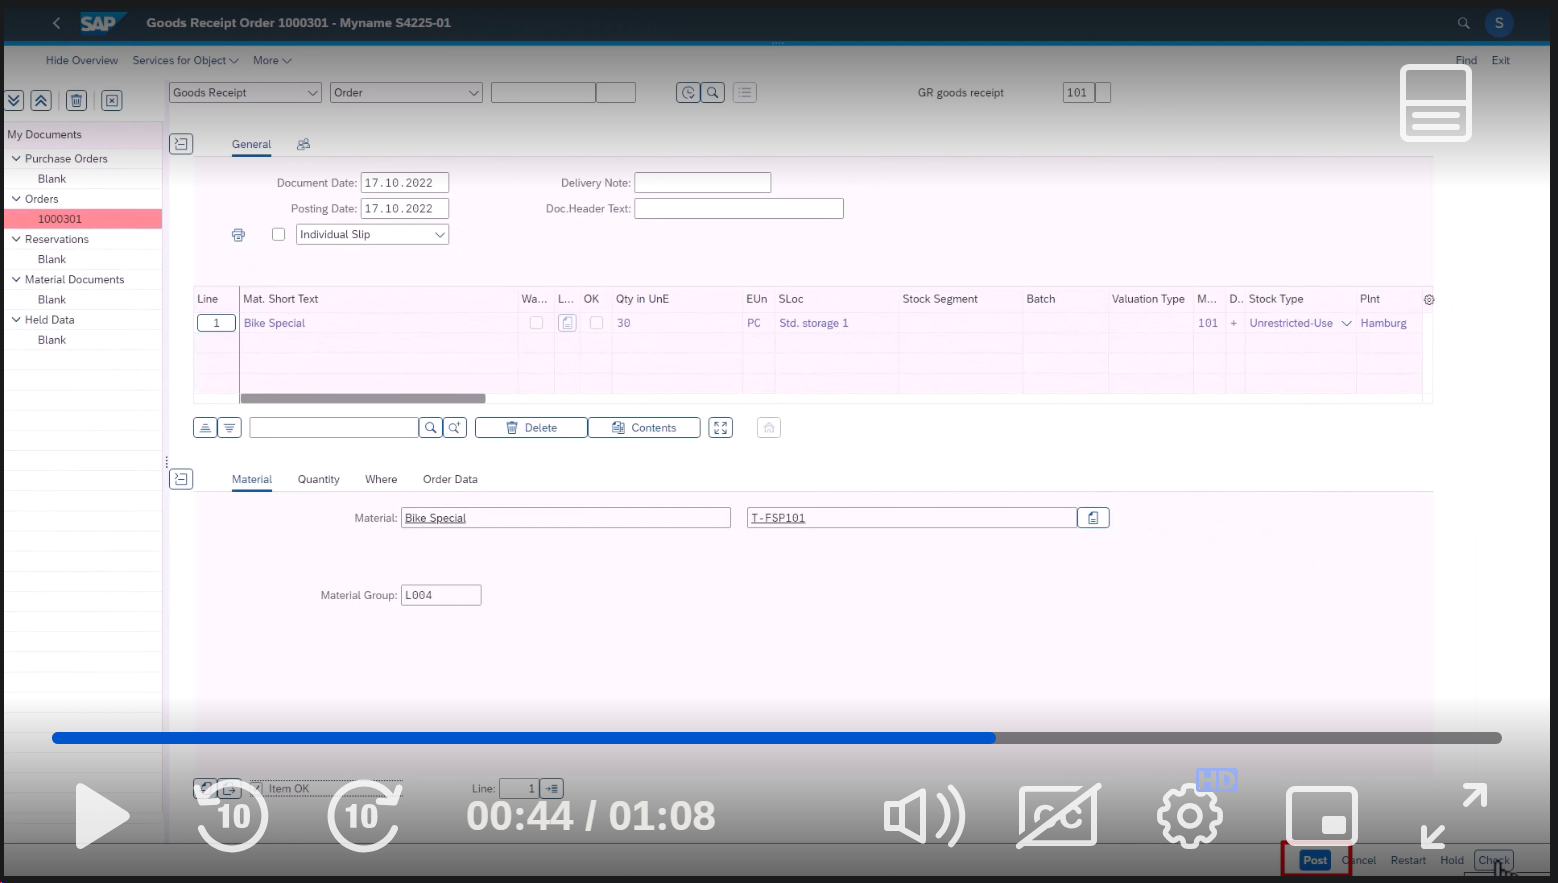 SAP Goods Receipt Order 1000301 - Myname S4225-01 S
Hide Overview Services for Object More Find Exit
Goods Receipt Order GR goods receipt 101
My Documents
Purchase Orders
Blank
Orders
1000301
Reservations
Blank
Material Documents
Blank
Held Data
Blank
General
Document Date: 17.10.2022 Delivery Note:
Posting Date: 17.10.2022 Doc.Header Text:
Individual Slip
Line Mat. Short Text Wa... L... OK Qty in UnE EUn SLoc Stock Segment Batch Valuation Type M... D.. Stock Type Plnt
1 Bike Special 30 PC Std. storage 1 101 + Unrestricted-Use Hamburg
Delete Contents
Material Quantity Where Order Data
Material: Bike Special T-FSP101
Material Group: L004
Item OK Line: 1
10 10 00:44 / 01:08 CC HD
Post Cancel Restart Hold Check